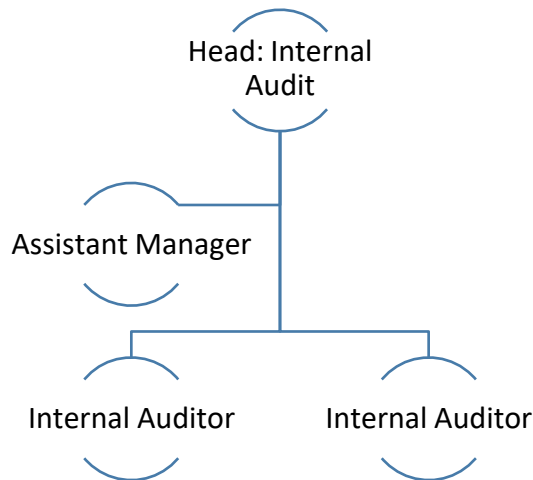 Head: Internal
Audit
Assistant Manager
Internal Auditor
Internal Auditor